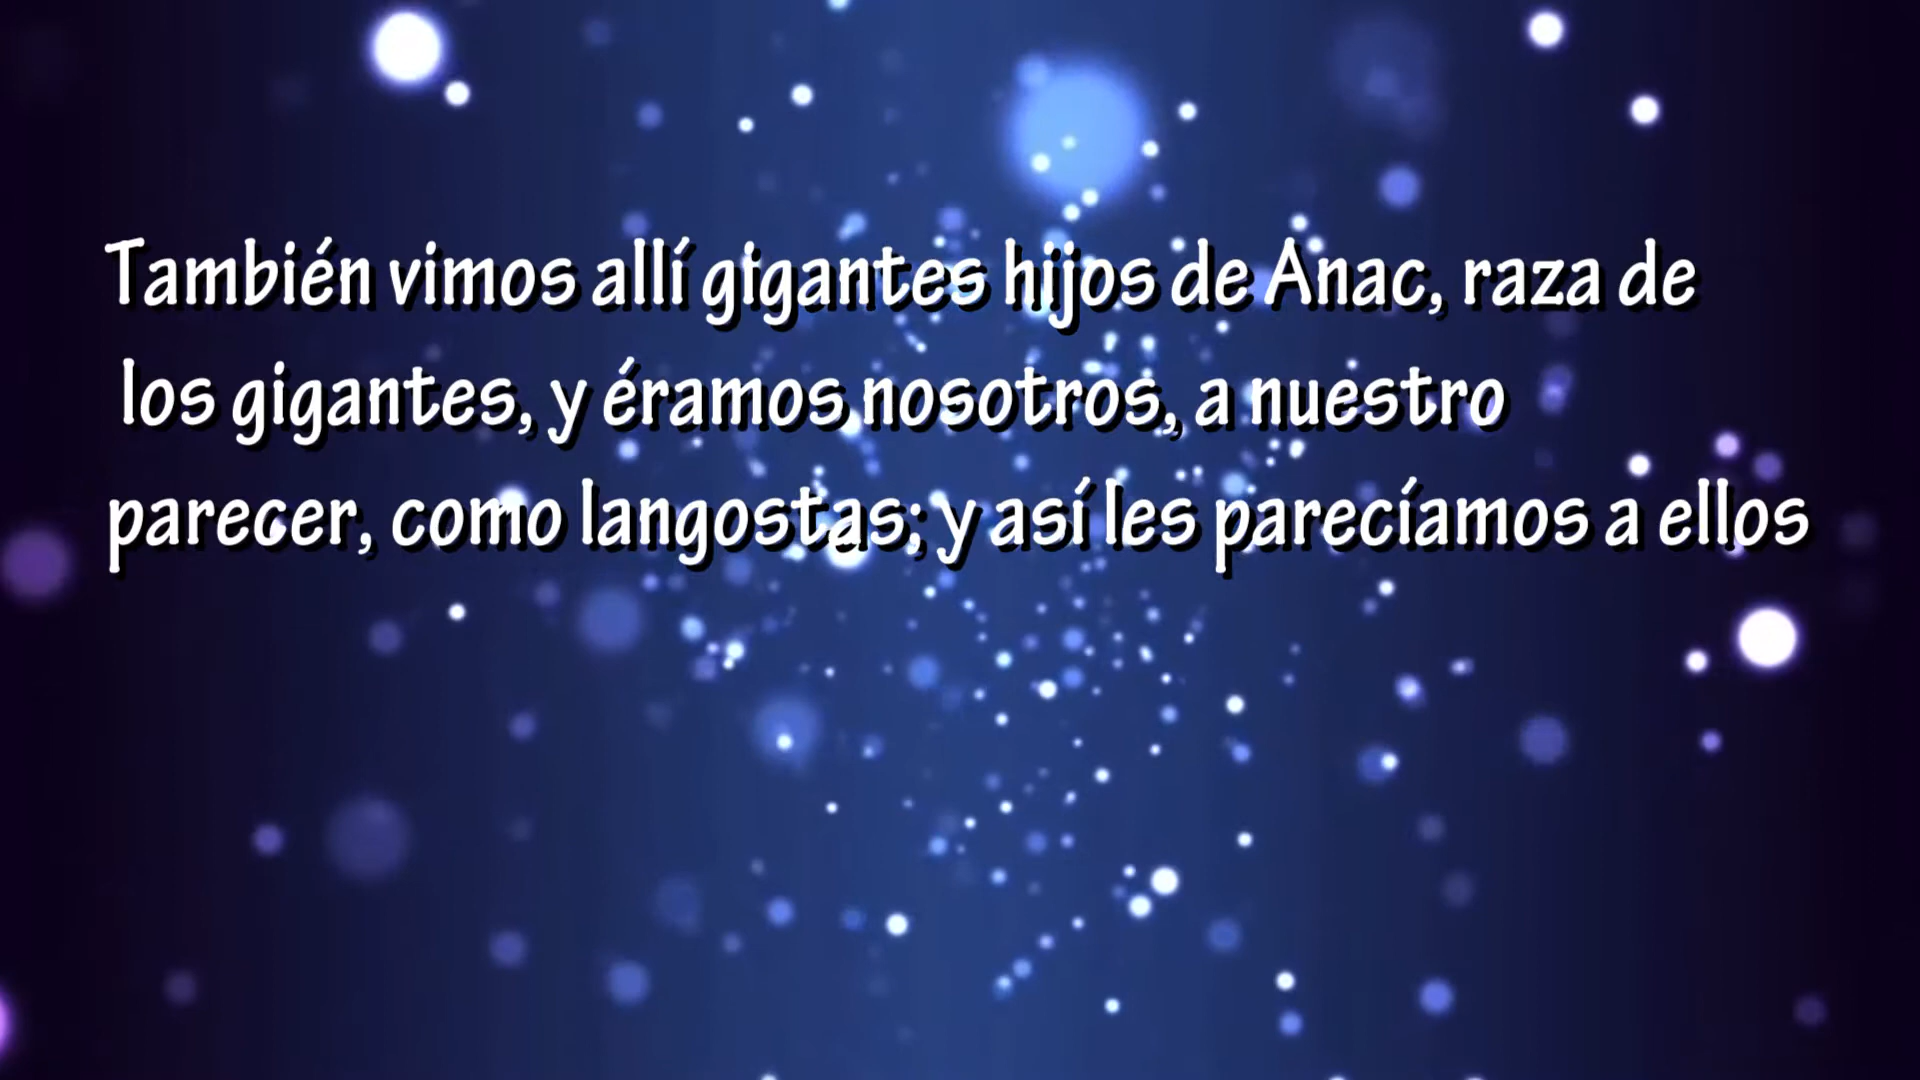 También vimos allí gigantes hijos de Anac, raza de
los gigantes, y éramos nosotros, a nuestro
parecer, como langostas; y así les parecíamos a ellos